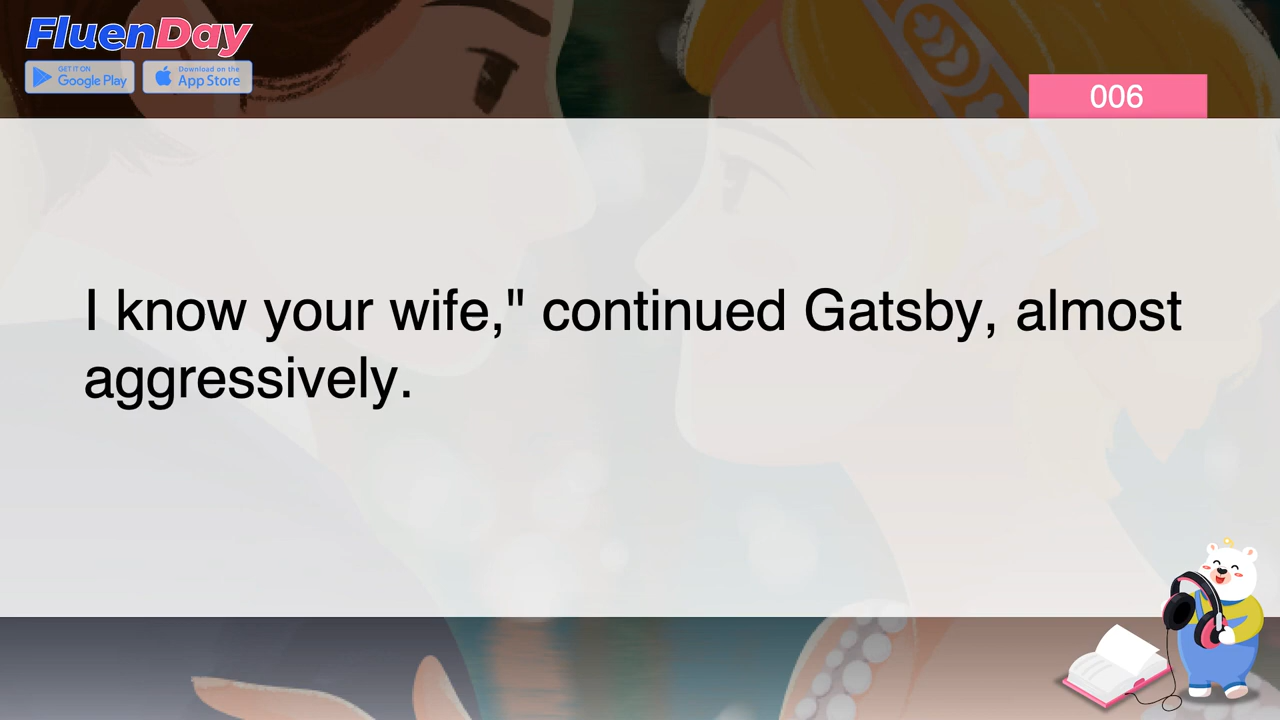 FluenDay
GET IT ON
Google Play
Download on the
App Store
006
I know your wife," continued Gatsby, almost
aggressively.